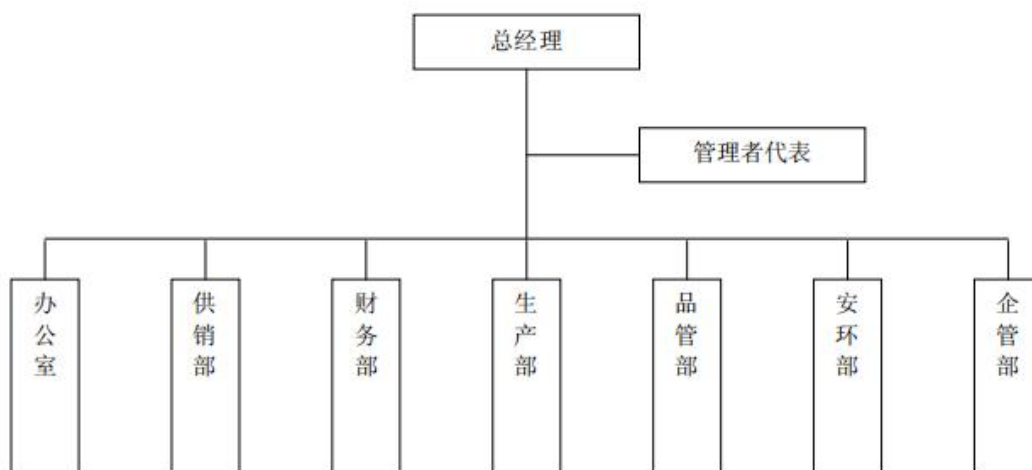 总经理
管理者代表
办公室
供销部
财务部
生产部
品管部
安环部
企管部